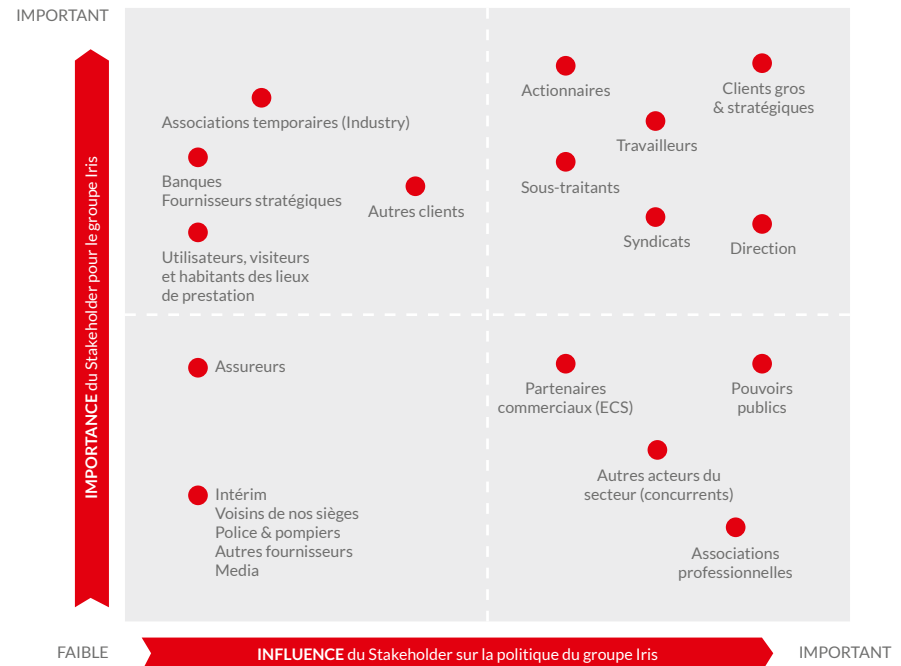 IMPORTANT
IMPORTANCE du Stakeholder pour le groupe Iris
Associations temporaires (Industry)
Banques
Fournisseurs stratégiques
Autres clients
Utilisateurs, visiteurs
et habitants des lieux
de prestation
Actionnaires
Clients gros
& stratégiques
Travailleurs
Sous-traitants
Syndicats
Direction
Assureurs
Intérim
Voisins de nos sièges
Police & pompiers
Autres fournisseurs
Media
Partenaires
commerciaux (ECS)
Pouvoirs
publics
Autres acteurs du
secteur (concurrents)
Associations
professionnelles
FAIBLE
INFLUENCE du Stakeholder sur la politique du groupe Iris
IMPORTANT